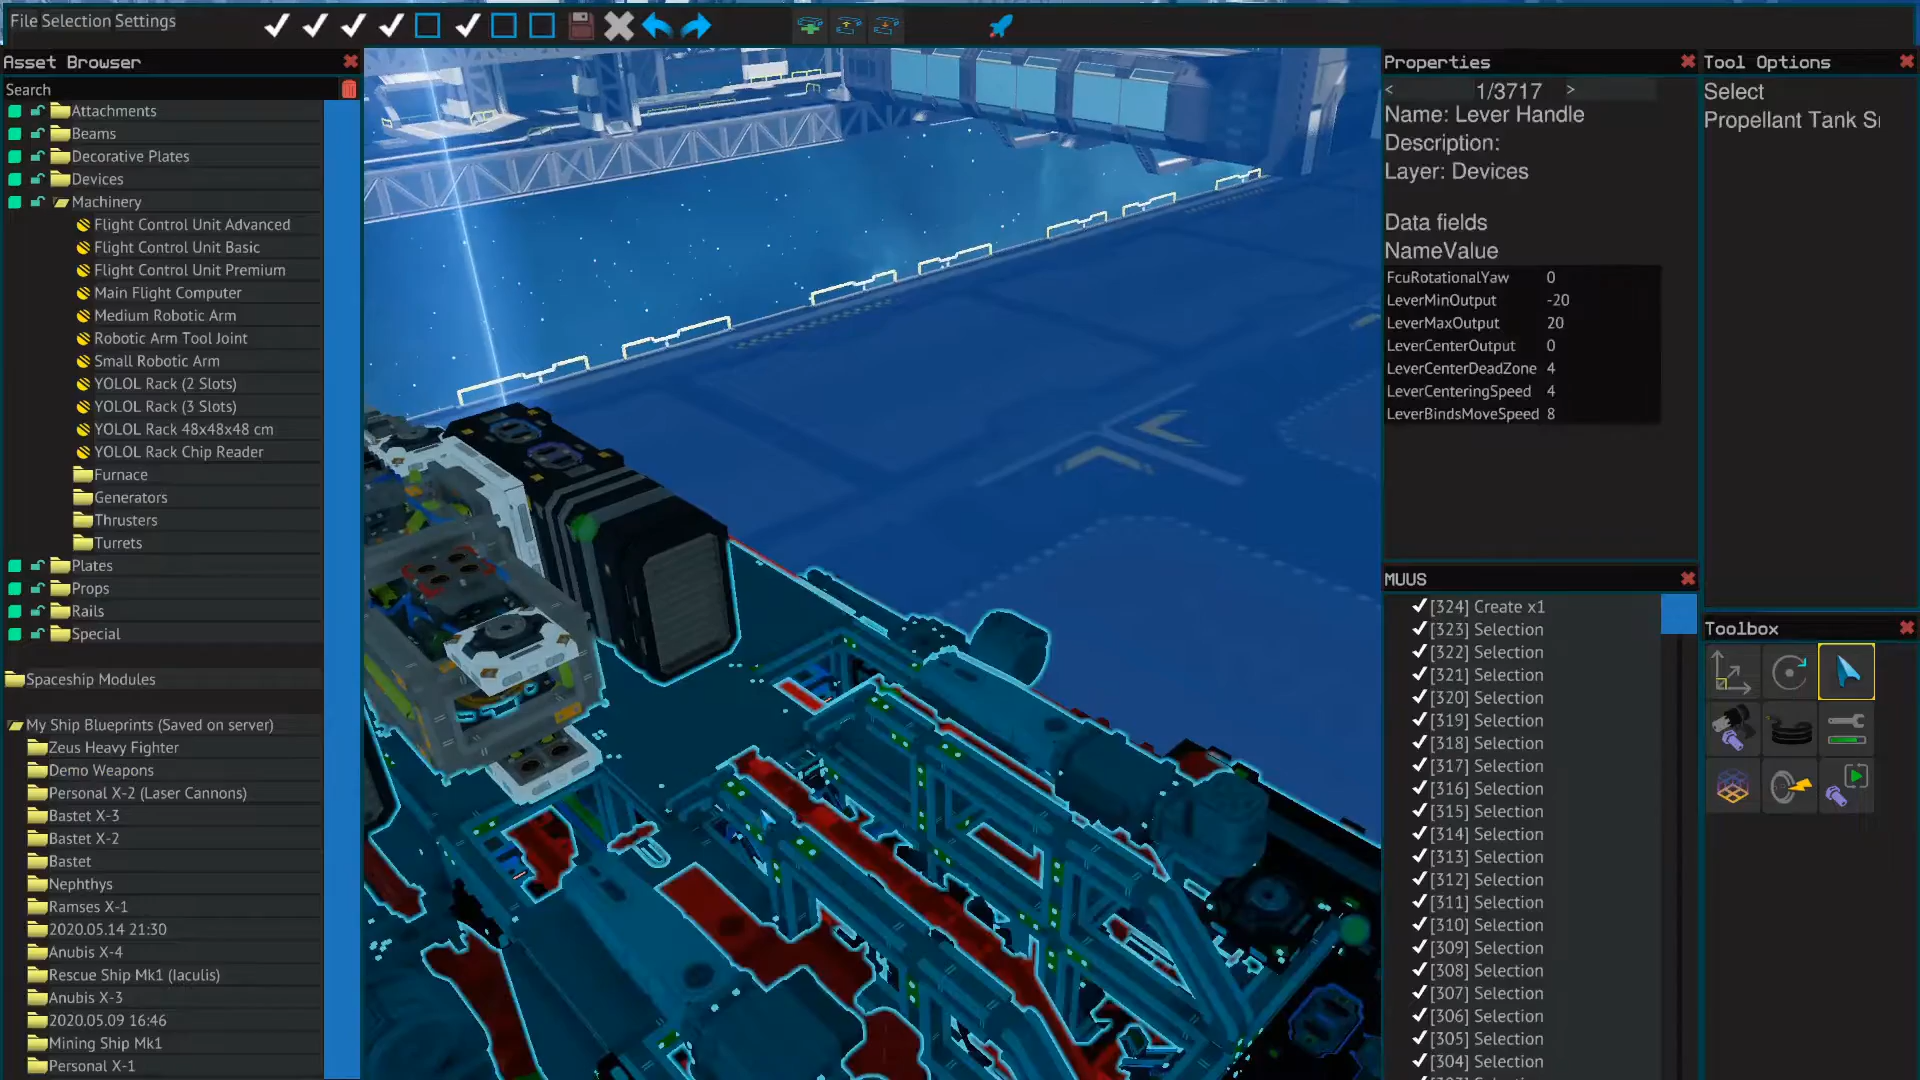 File Selection Settings
Asset Browser
Search
Attachments
Beams
Decorative Plates
Devices
Machinery
Flight Control Unit Advanced
Flight Control Unit Basic
Flight Control Unit Premium
Main Flight Computer
Medium Robotic Arm
Robotic Arm Tool Joint
Small Robotic Arm
YOLOL Rack (2 Slots)
YOLOL Rack (3 Slots)
YOLOL Rack 48x48x48 cm
YOLOL Rack Chip Reader
Furnace
Generators
Thrusters
Turrets
Plates
Props
Rails
Special
Spaceship Modules
My Ship Blueprints (Saved on server)
Zeus Heavy Fighter
Demo Weapons
Personal X-2 (Laser Cannons)
Bastet X-3
Bastet X-2
Bastet
Nephthys
Ramses X-1
2020.05.14 21:30
Anubis X-4
Rescue Ship Mk1 (Iaculis)
Anubis X-3
2020.05.09 16:46
Mining Ship Mk1
Personal X-1
Properties
< 1/3717 >
Name: Lever Handle
Description:
Layer: Devices
Data fields
NameValue
FcuRotationalYaw 0
LeverMinOutput -20
LeverMaxOutput 20
LeverCenterOutput 0
LeverCenterDeadZone 4
LeverCenteringSpeed 4
LeverBindsMoveSpeed 8
MUUS
[324] Create x1
[323] Selection
[322] Selection
[321] Selection
[320] Selection
[319] Selection
[318] Selection
[317] Selection
[316] Selection
[315] Selection
[314] Selection
[313] Selection
[312] Selection
[311] Selection
[310] Selection
[309] Selection
[308] Selection
[307] Selection
[306] Selection
[305] Selection
[304] Selection
Tool Options
Select
Propellant Tank
Toolbox